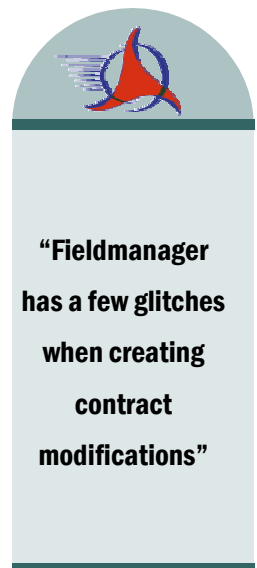 “Fieldmanager
has a few glitches
when creating
contract
modifications”